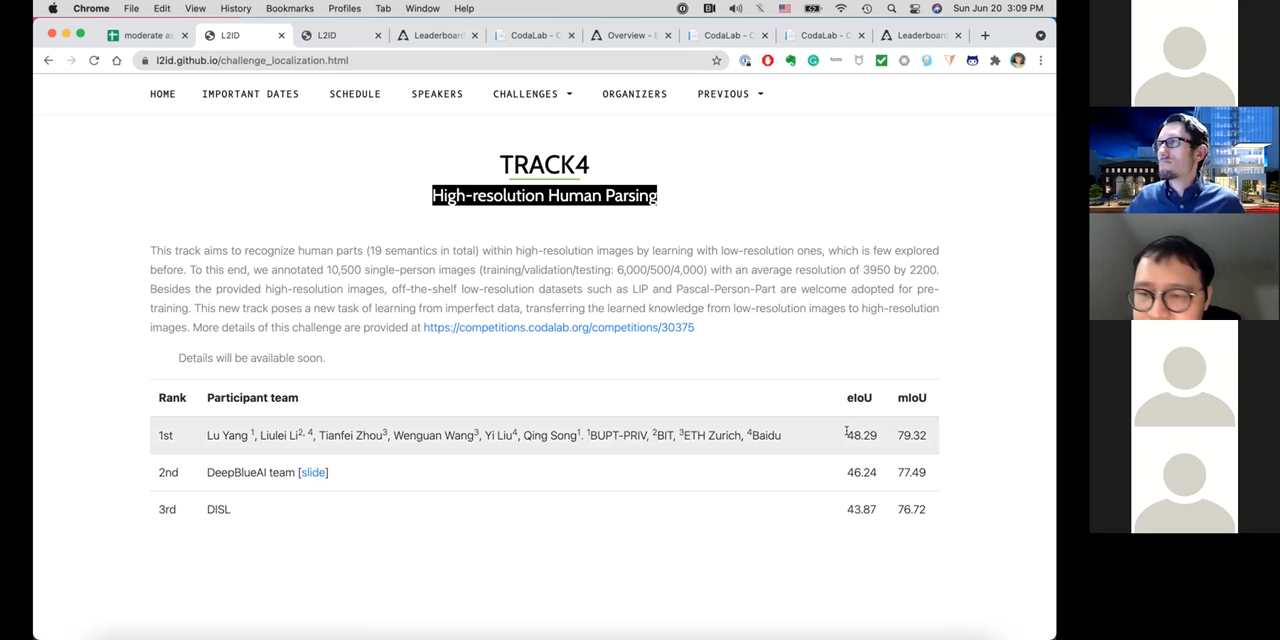 Chrome File Edit View History Bookmarks Profiles Tab Window Help Sun Jun 20 3:09 PM
moderate as L2ID L2ID Leaderboard CodaLab - C Overview - E CodaLab - C CodaLab - C Leaderboard
l2id.github.io/challenge_localization.html
HOME IMPORTANT DATES SCHEDULE SPEAKERS CHALLENGES ORGANIZERS PREVIOUS
TRACK4
High-resolution Human Parsing
This track aims to recognize human parts (19 semantics in total) within high-resolution images by learning with low-resolution ones, which is few explored
before. To this end, we annotated 10,500 single-person images (training/validation/testing: 6,000/500/4,000) with an average resolution of 3950 by 2200.
Besides the provided high-resolution images, off-the-shelf low-resolution datasets such as LIP and Pascal-Person-Part are welcome adopted for pre-
training. This new track poses a new task of learning from imperfect data, transferring the learned knowledge from low-resolution images to high-resolution
images. More details of this challenge are provided at https://competitions.codalab.org/competitions/30375
Details will be available soon.
Rank Participant team eIoU mIoU
1st Lu Yang ¹, Liulei Li², ⁴, Tianfei Zhou³, Wenguan Wang³, Yi Liu⁴, Qing Song¹. ¹BUPT-PRIV, ²BIT, ³ETH Zurich, ⁴Baidu 48.29 79.32
2nd DeepBlueAI team [slide] 46.24 77.49
3rd DISL 43.87 76.72